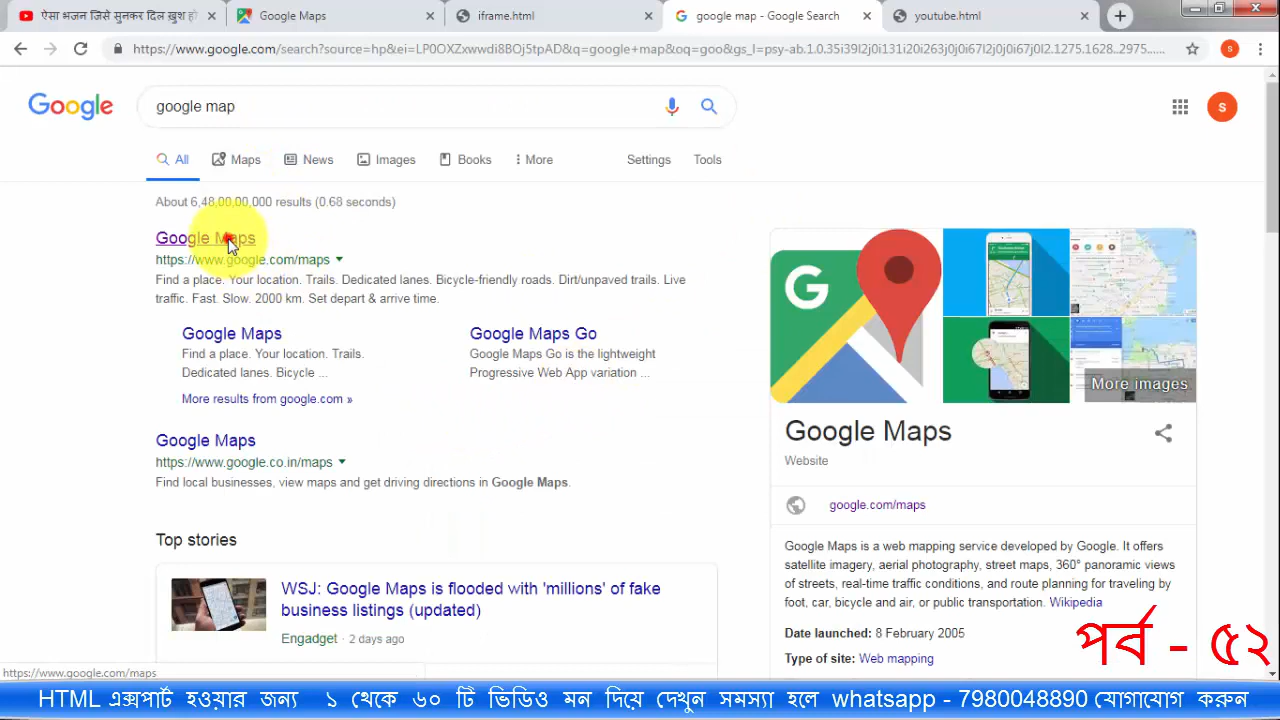 ऐसा भजन जिसे सुनकर दिल खुश हो
Google Maps
iframe.html
google map - Google Search
youtube.html
https://www.google.com/search?source=hp&ei=LP0OXZxwwdi8BOj5tpAD&q=google+map&oq=goo&gs_l=psy-ab.1.0.35i39l2j0i131i20i263j0j0i67l2j0j0i67j0l2.1275.1628..2975......
s
Google
google map
S
All
Maps
News
Images
Books
More
Settings
Tools
About 6,48,00,00,000 results (0.68 seconds)
Google Maps
https://www.google.com/maps
Find a place. Your location. Trails. Dedicated lanes. Bicycle-friendly roads. Dirt/unpaved trails. Live
traffic. Fast. Slow. 2000 km. Set depart & arrive time.
Google Maps
Find a place. Your location. Trails.
Dedicated lanes. Bicycle ...
Google Maps Go
Google Maps Go is the lightweight
Progressive Web App variation ...
More results from google.com »
Google Maps
https://www.google.co.in/maps
Find local businesses, view maps and get driving directions in Google Maps.
Top stories
WSJ: Google Maps is flooded with 'millions' of fake
business listings (updated)
Engadget · 2 days ago
G
More images
Google Maps
Website
google.com/maps
Google Maps is a web mapping service developed by Google. It offers
satellite imagery, aerial photography, street maps, 360° panoramic views
of streets, real-time traffic conditions, and route planning for traveling by
foot, car, bicycle and air, or public transportation. Wikipedia
Date launched: 8 February 2005
Type of site: Web mapping
পর্ব - ৫২
https://www.google.com/maps
HTML এক্সপার্ট হওয়ার জন্য ১ থেকে ৬০ টি ভিডিও মন দিয়ে দেখুন সমস্যা হলে whatsapp - 7980048890 যোগাযোগ করুন